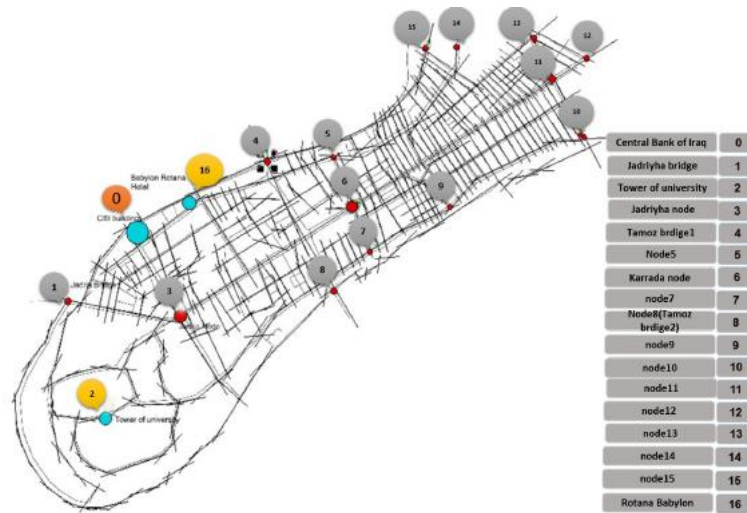 15
14
13
12
11
10
4
5
Babylon Rotana
Hotel
16
0
CBI building
6
9
7
1
3
8
2
Tower of university
Central Bank of Iraq 0
Jadriyha bridge 1
Tower of university 2
Jadriyha node 3
Tamoz brdige1 4
Node5 5
Karrada node 6
node7 7
Node8(Tamoz
brdige2) 8
node9 9
node10 10
node11 11
node12 12
node13 13
node14 14
node15 15
Rotana Babylon 16